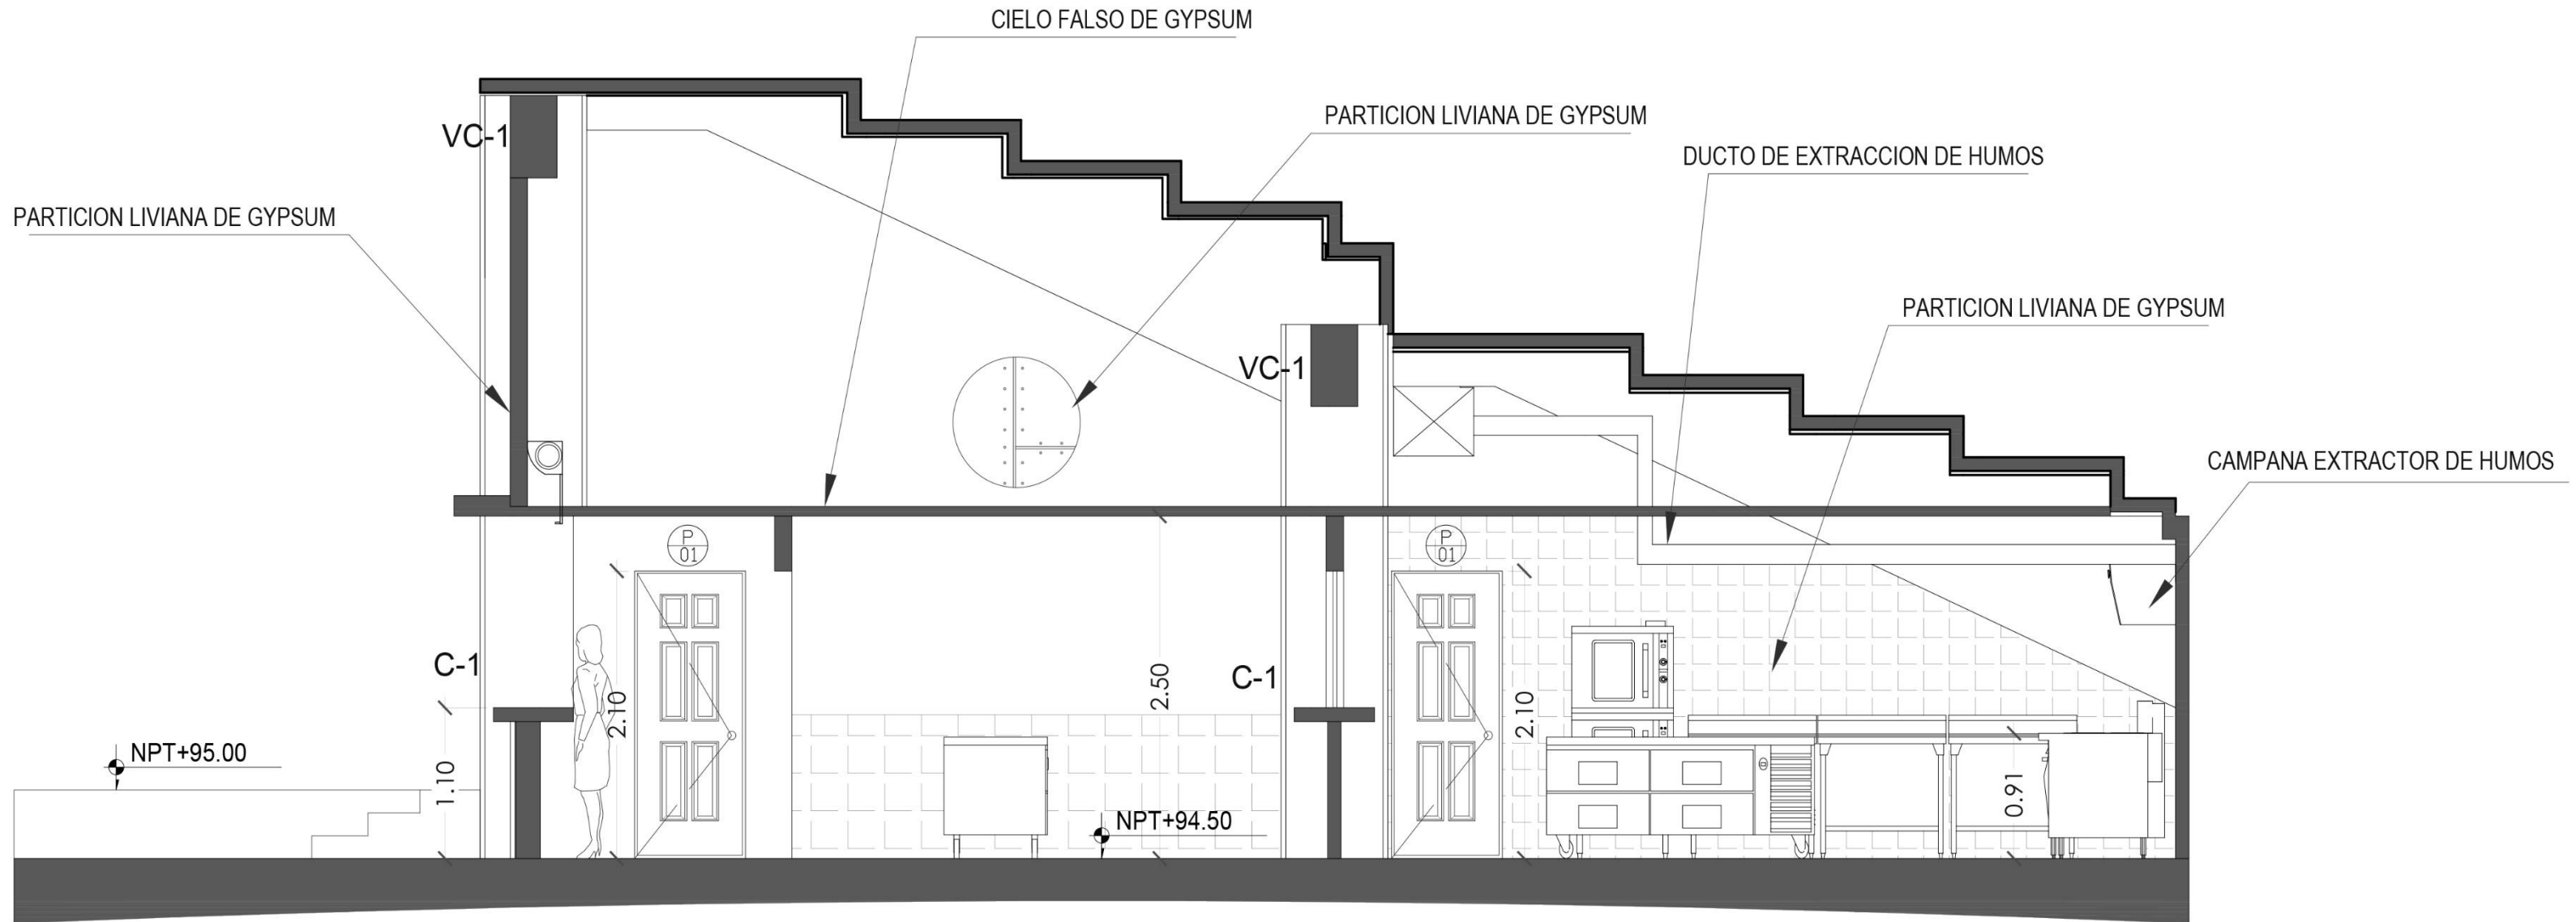 CIELO FALSO DE GYPSUM
PARTICION LIVIANA DE GYPSUM
VC-1
DUCTO DE EXTRACCION DE HUMOS
PARTICION LIVIANA DE GYPSUM
PARTICION LIVIANA DE GYPSUM
VC-1
CAMPANA EXTRACTOR DE HUMOS
P
01
P
01
C-1
C-1
2.10
2.50
2.10
NPT+95.00
1.10
0.91
NPT+94.50